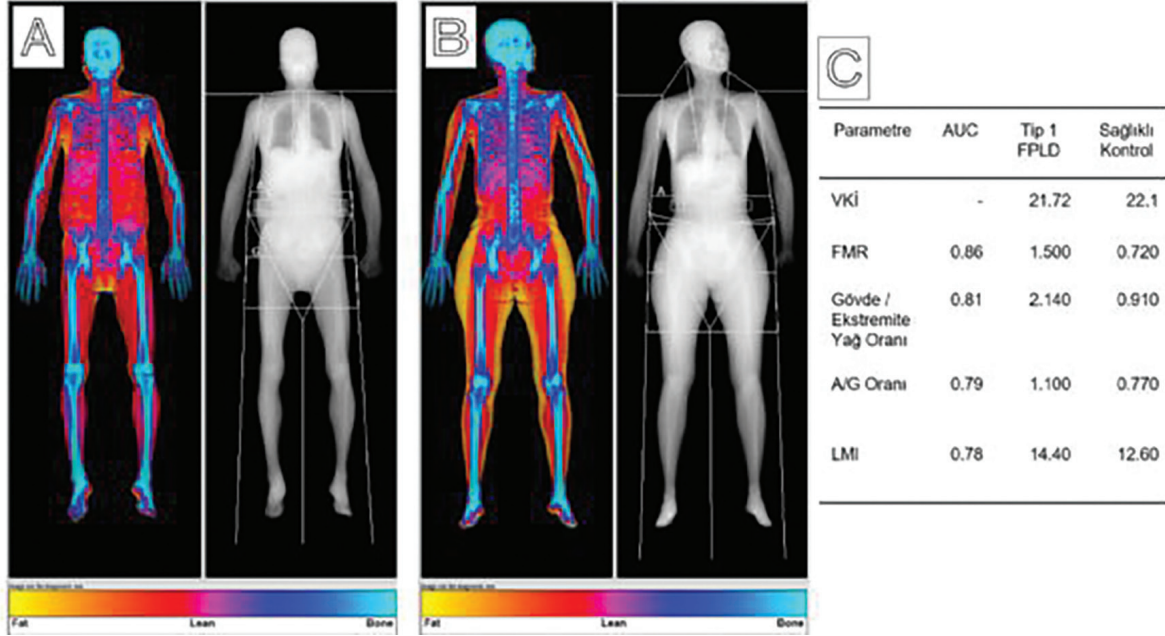 A
B
C
A
G
A
Fat Lean Bone
Fat Lean Bone
Parametre AUC Tip 1 FPLD Sağlıklı Kontrol
VKİ - 21.72 22.1
FMR 0.86 1.500 0.720
Gövde /
Ekstremite
Yağ Oranı 0.81 2.140 0.910
A/G Oranı 0.79 1.100 0.770
LMI 0.78 14.40 12.60